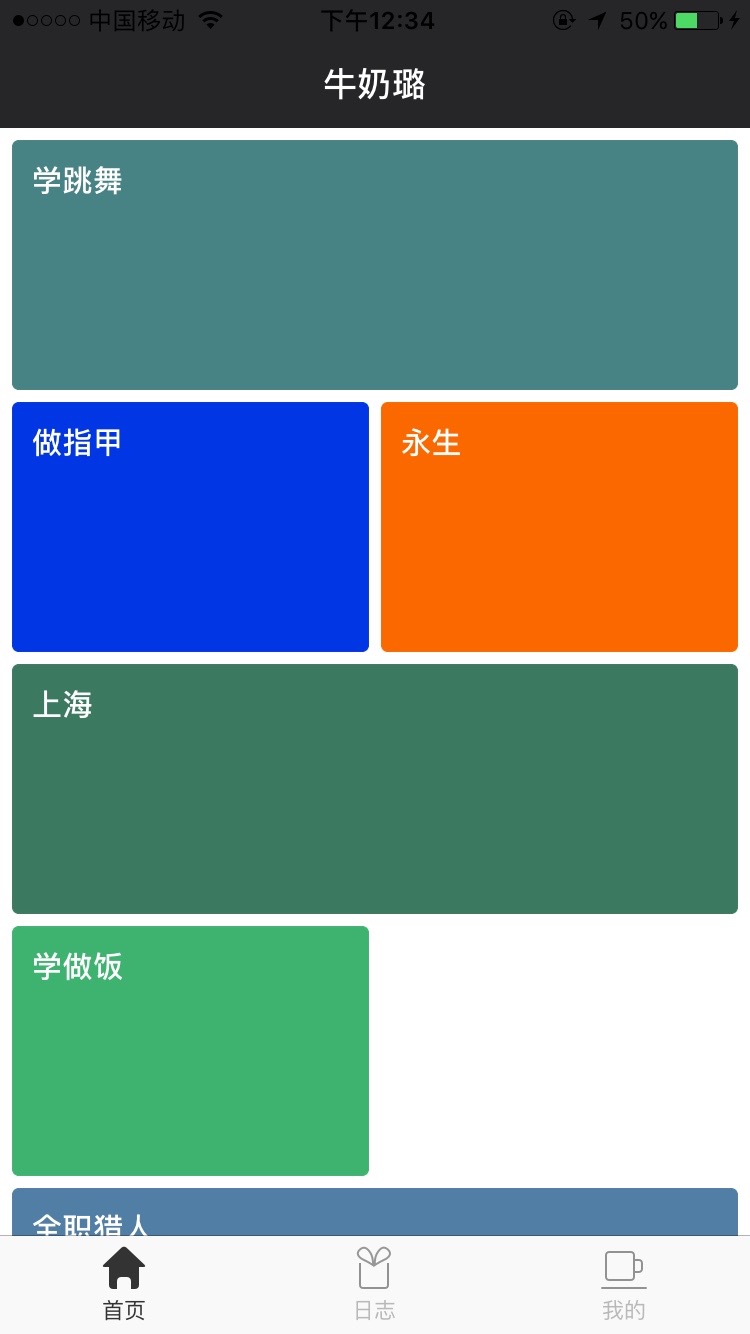 中国移动 下午12:34 50%
牛奶璐
学跳舞
做指甲 永生
上海
学做饭
全职猎人
首页 日志 我的